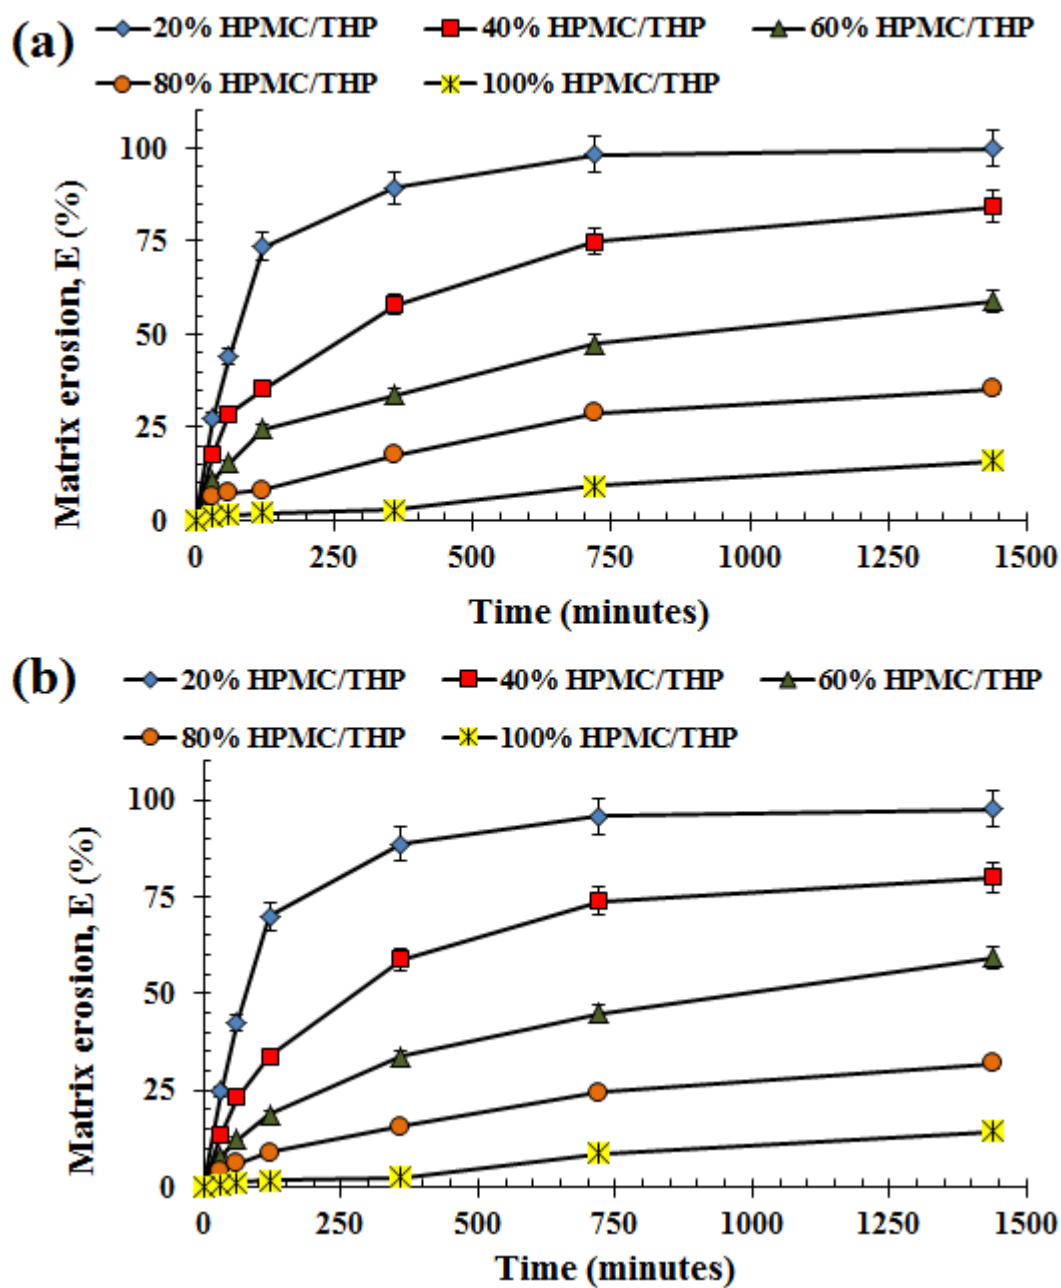 (a) 20% HPMC/THP 40% HPMC/THP 60% HPMC/THP
80% HPMC/THP 100% HPMC/THP
100
75
50
25
0
Matrix erosion, E (%)
0 250 500 750 1000 1250 1500
Time (minutes)
(b) 20% HPMC/THP 40% HPMC/THP 60% HPMC/THP
80% HPMC/THP 100% HPMC/THP
100
75
50
25
0
Matrix erosion, E (%)
0 250 500 750 1000 1250 1500
Time (minutes)